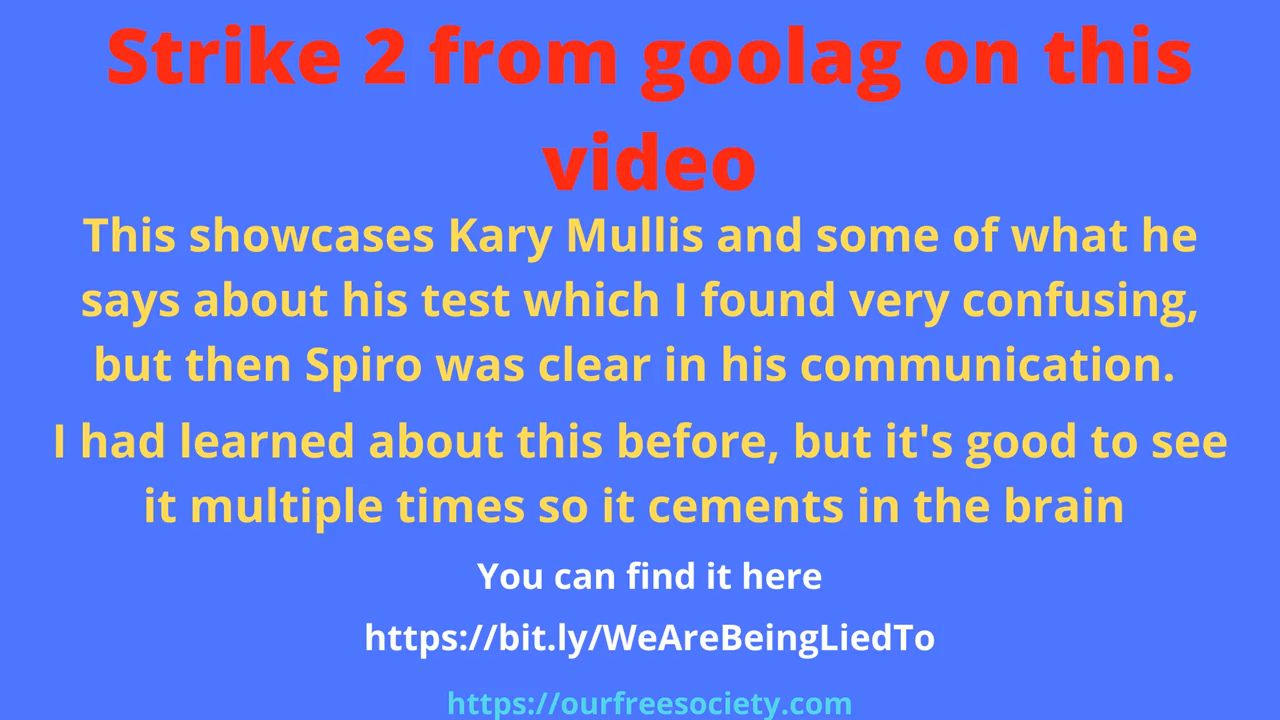 Strike 2 from goolag on this
video
This showcases Kary Mullis and some of what he
says about his test which I found very confusing,
but then Spiro was clear in his communication.
I had learned about this before, but it's good to see
it multiple times so it cements in the brain
You can find it here
https://bit.ly/WeAreBeingLiedTo
https://ourfreesociety.com